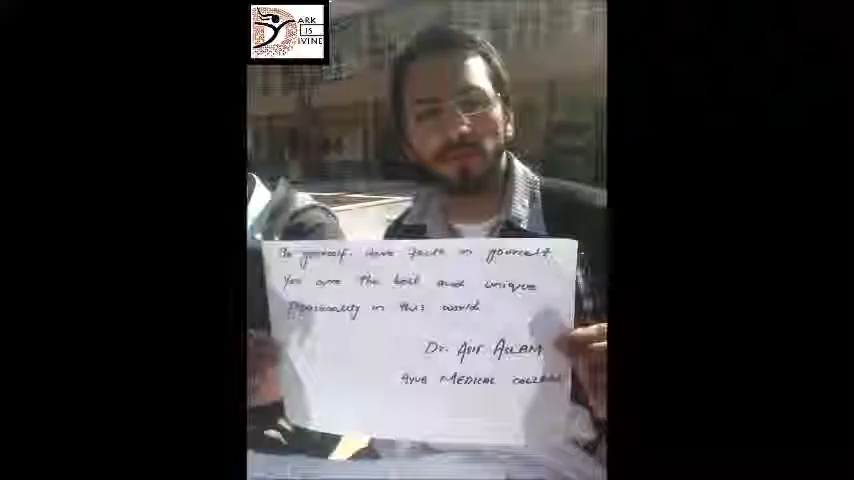 ARK
IS
IVINE
Be yourself. Have faith in yourself.
You are the best and unique
personality in this world
Dr. Asif Aslam
Ayub Medical College